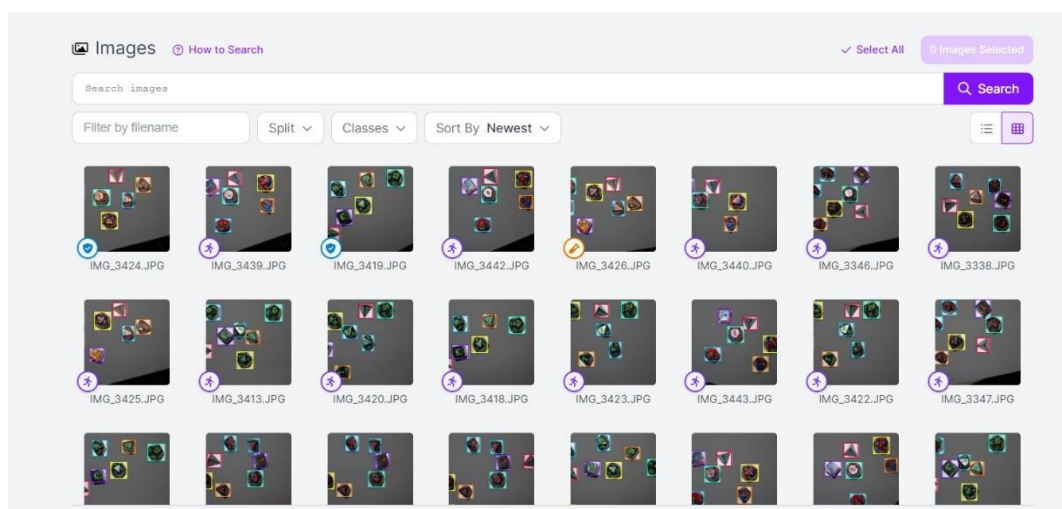 Images How to Search Select All 0 Images Selected
Search images Search
Filter by filename Split Classes Sort By Newest
IMG_3424.JPG IMG_3439.JPG IMG_3419.JPG IMG_3442.JPG IMG_3426.JPG IMG_3440.JPG IMG_3346.JPG IMG_3338.JPG
IMG_3425.JPG IMG_3413.JPG IMG_3420.JPG IMG_3418.JPG IMG_3423.JPG IMG_3443.JPG IMG_3422.JPG IMG_3347.JPG